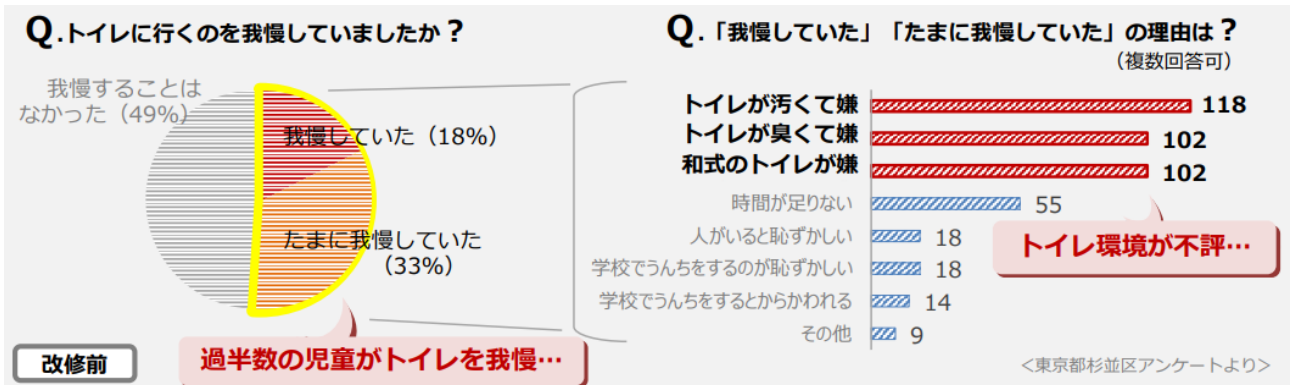 Q.トイレに行くのを我慢していましたか？
我慢することは
なかった（49%）
我慢していた（18%）
たまに我慢していた
（33%）
過半数の児童がトイレを我慢…
改修前
Q.「我慢していた」「たまに我慢していた」の理由は？
（複数回答可）
トイレが汚くて嫌 118
トイレが臭くて嫌 102
和式のトイレが嫌 102
時間が足りない 55
人がいると恥ずかしい 18
学校でうんちをするのが恥ずかしい 18
学校でうんちをするとからかわれる 14
その他 9
トイレ環境が不評…
＜東京都杉並区アンケートより＞